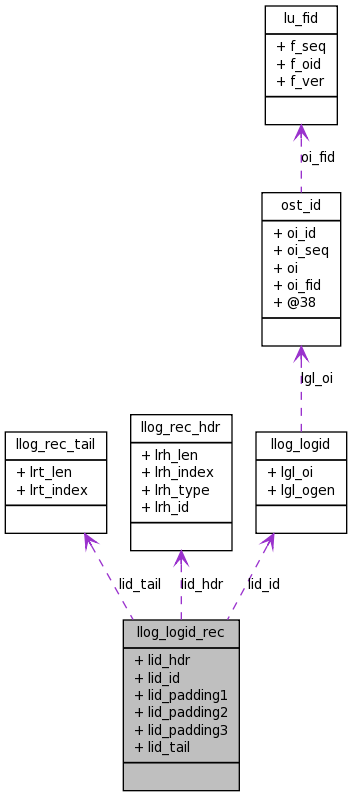 lu_fid
+ f_seq
+ f_oid
+ f_ver
oi_fid
ost_id
+ oi_id
+ oi_seq
+ oi
+ oi_fid
+ @38
lgl_oi
llog_rec_tail
+ lrt_len
+ lrt_index
llog_rec_hdr
+ lrh_len
+ lrh_index
+ lrh_type
+ lrh_id
llog_logid
+ lgl_oi
+ lgl_ogen
lid_tail
lid_hdr
lid_id
llog_logid_rec
+ lid_hdr
+ lid_id
+ lid_padding1
+ lid_padding2
+ lid_padding3
+ lid_tail